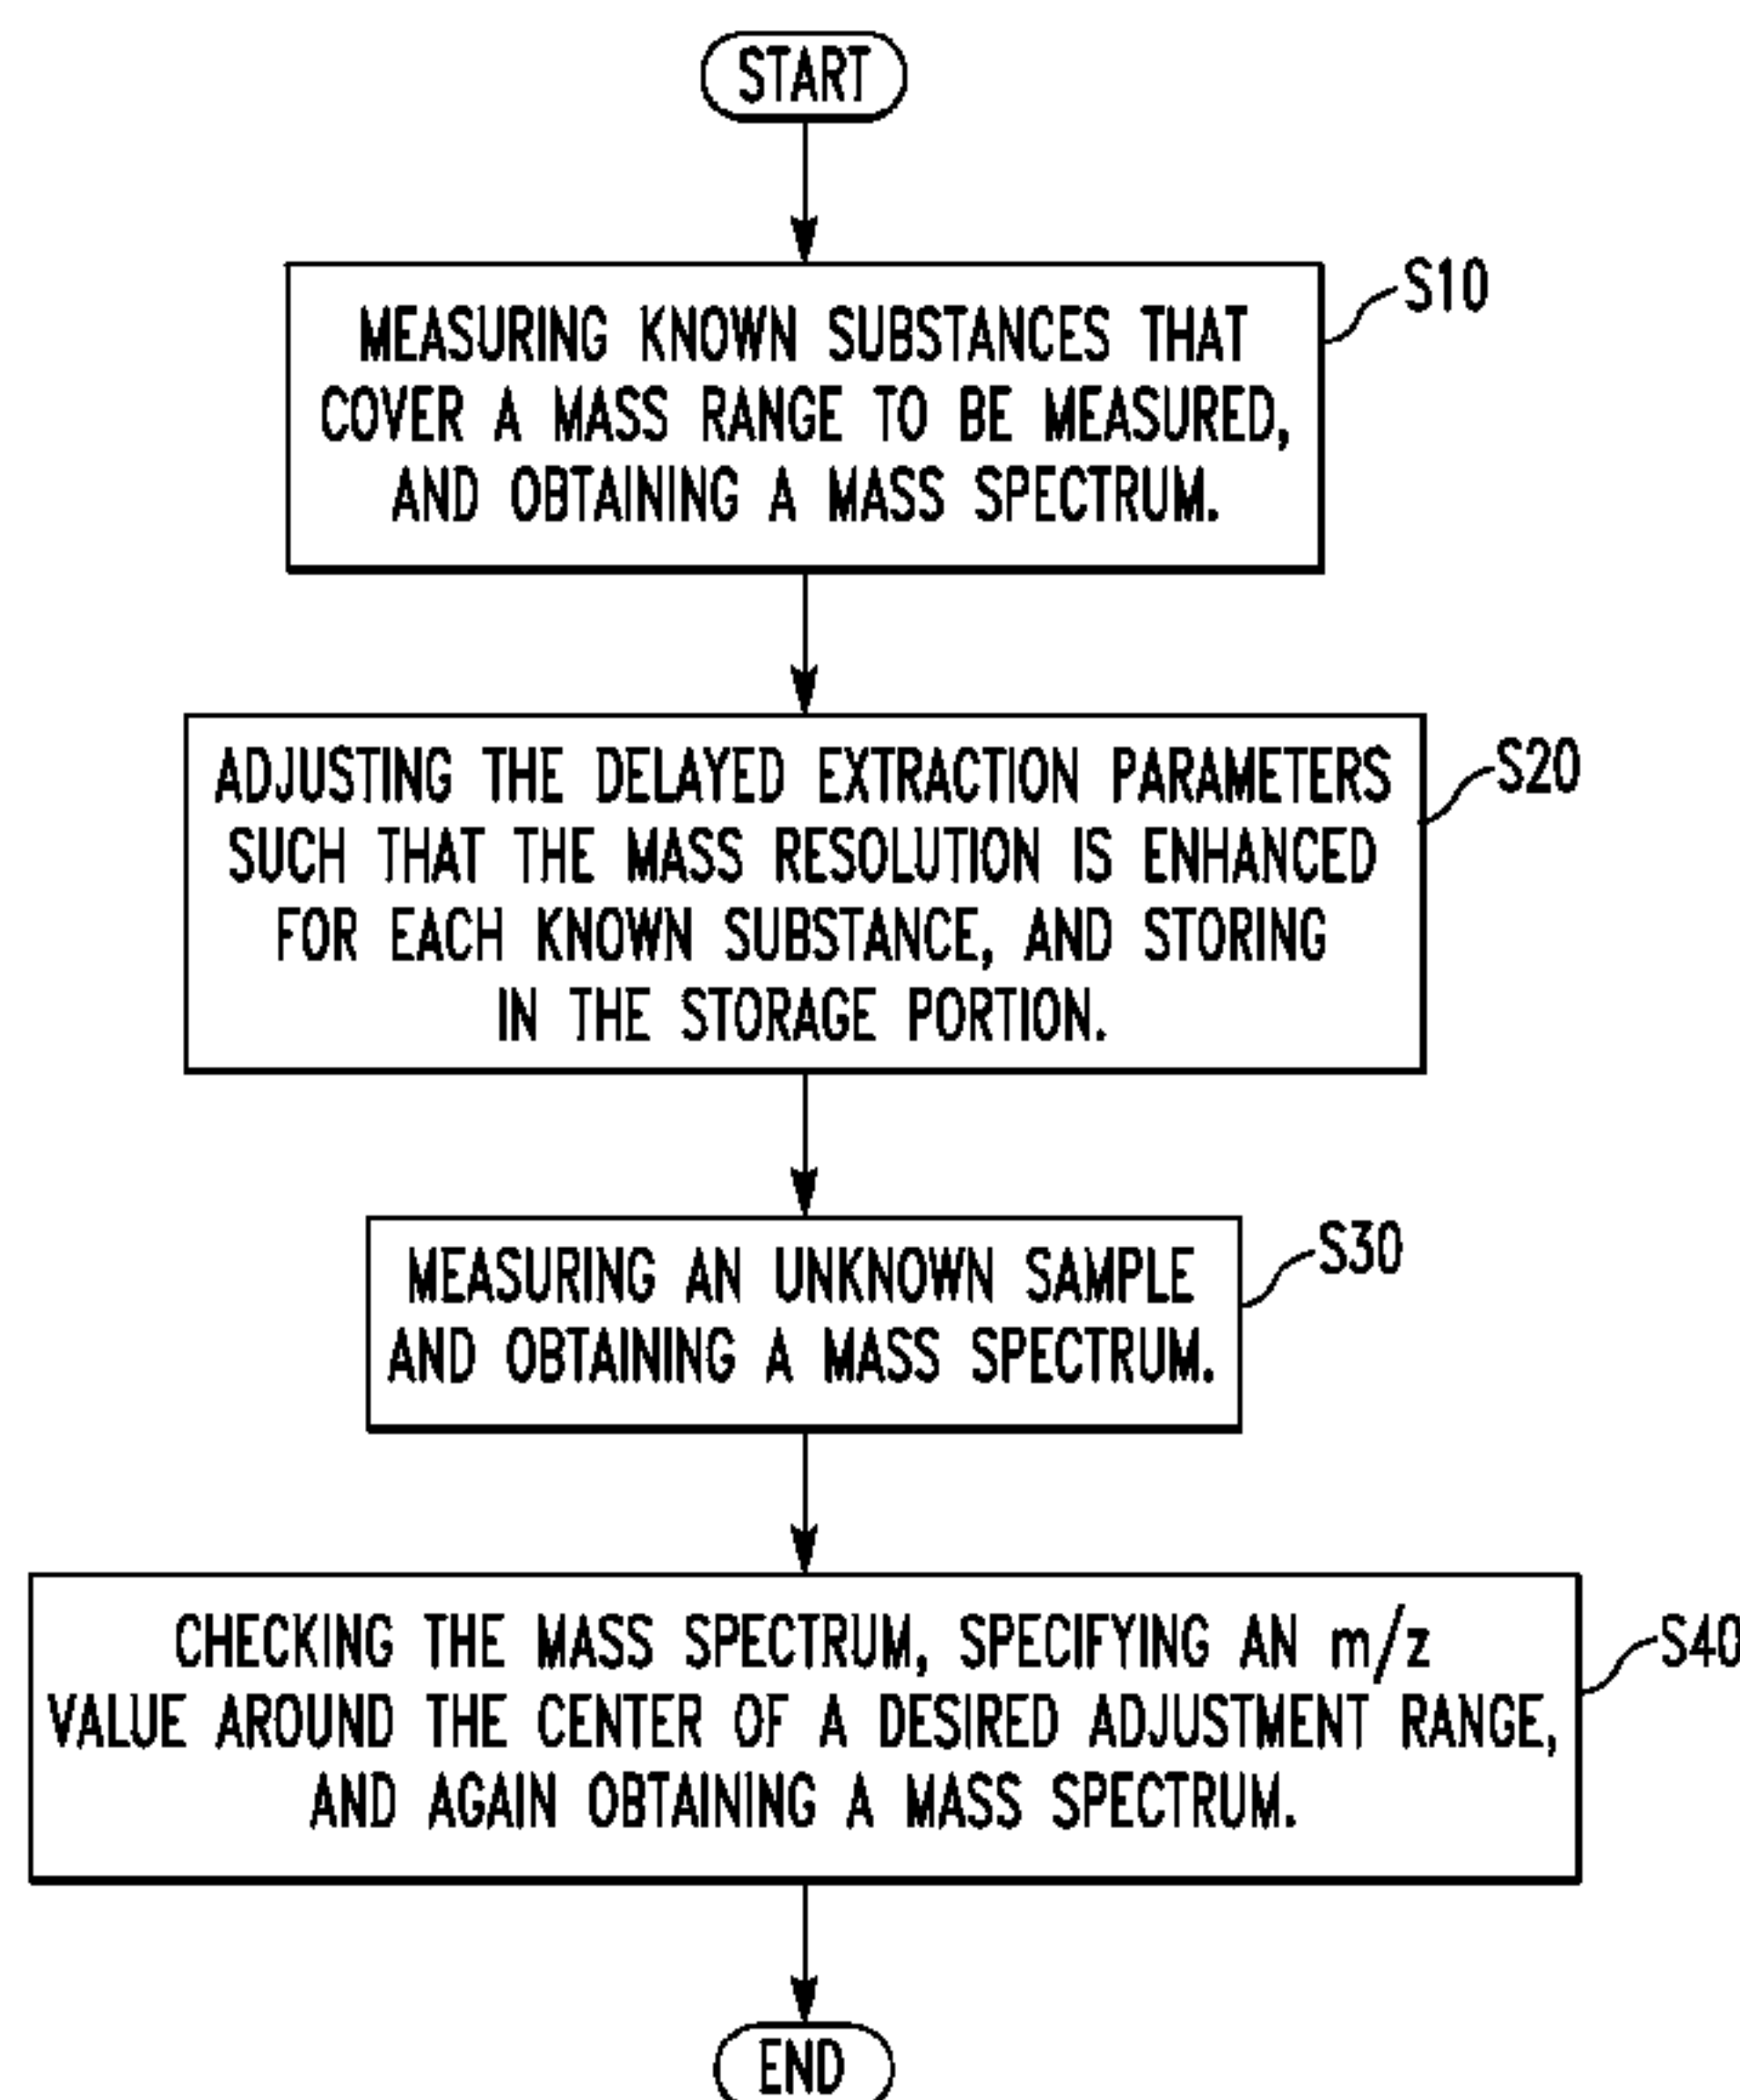 START
S10
MEASURING KNOWN SUBSTANCES THAT
COVER A MASS RANGE TO BE MEASURED,
AND OBTAINING A MASS SPECTRUM.
S20
ADJUSTING THE DELAYED EXTRACTION PARAMETERS
SUCH THAT THE MASS RESOLUTION IS ENHANCED
FOR EACH KNOWN SUBSTANCE, AND STORING
IN THE STORAGE PORTION.
S30
MEASURING AN UNKNOWN SAMPLE
AND OBTAINING A MASS SPECTRUM.
S40
CHECKING THE MASS SPECTRUM, SPECIFYING AN m/z
VALUE AROUND THE CENTER OF A DESIRED ADJUSTMENT RANGE,
AND AGAIN OBTAINING A MASS SPECTRUM.
END